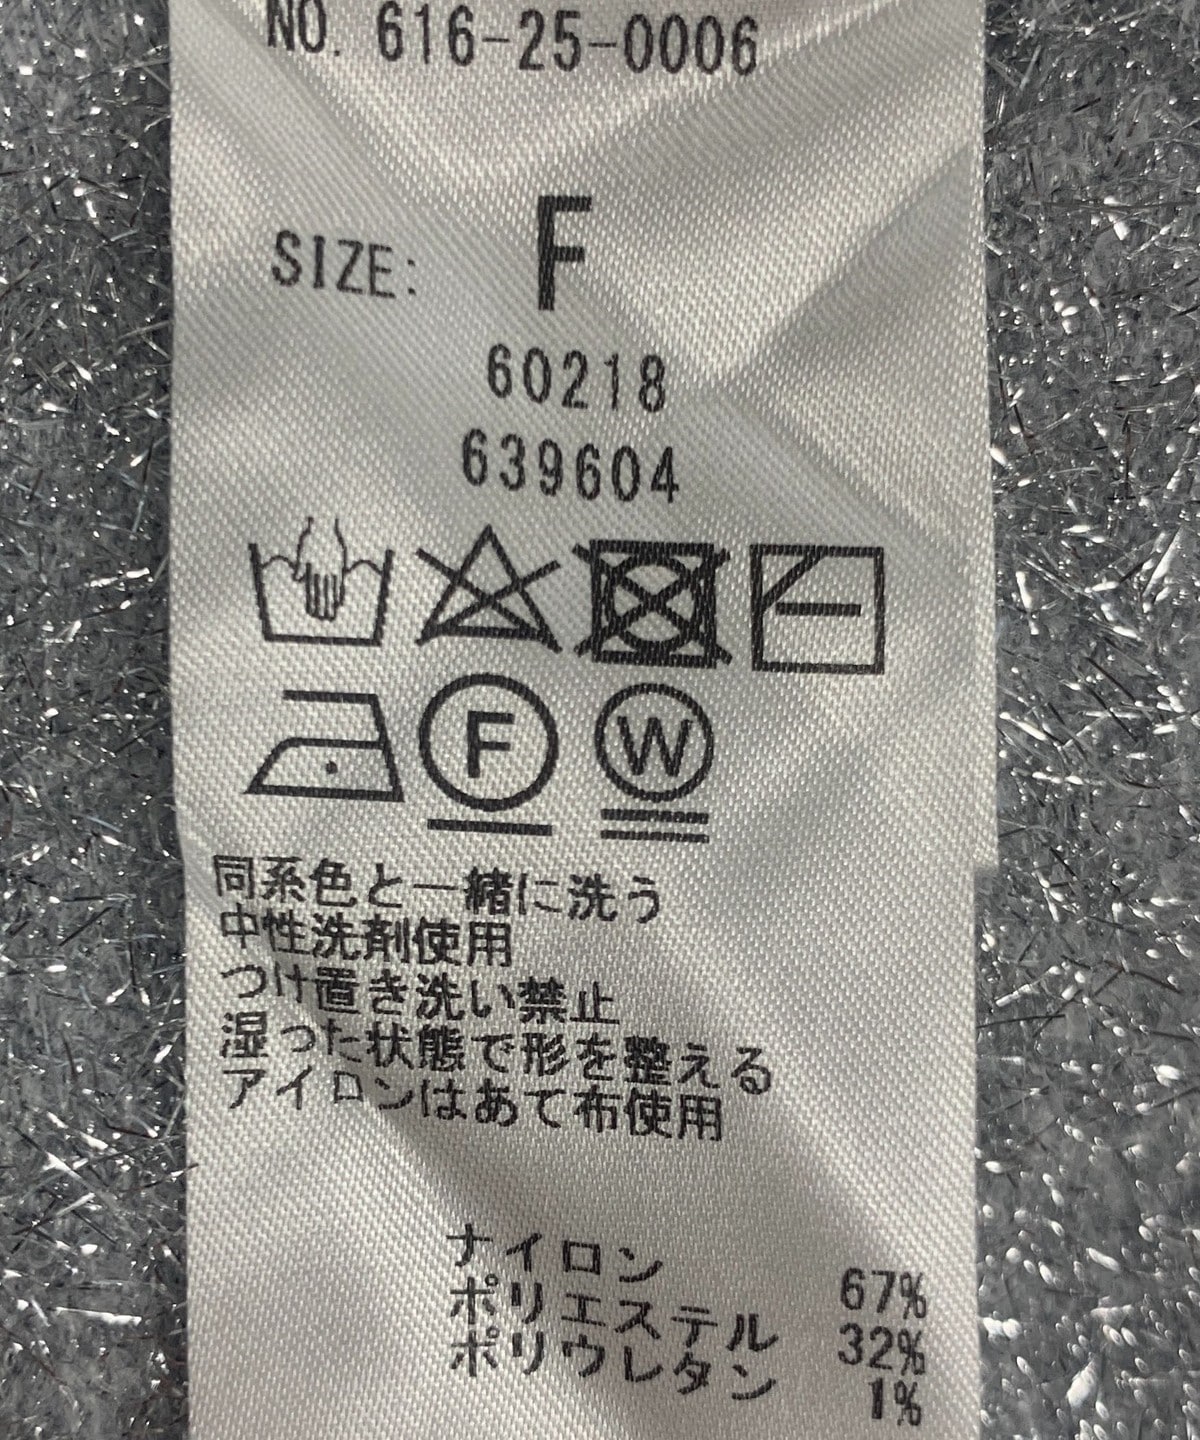 NO. 616-25-0006
SIZE: F
60218
639604
F W
同系色と一緒に洗う
中性洗剤使用
つけ置き洗い禁止
湿った状態で形を整える
アイロンはあて布使用
ナイロン 67%
ポリエステル 32%
ポリウレタン 1%